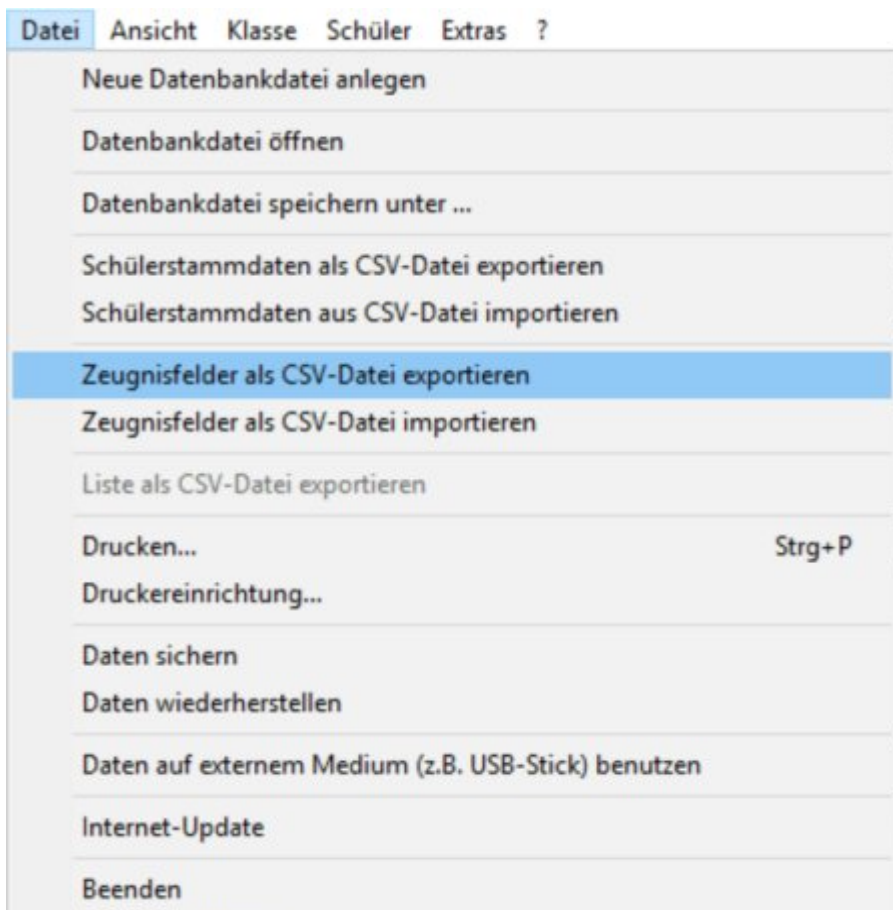 Datei Ansicht Klasse Schüler Extras ?
Neue Datenbankdatei anlegen
Datenbankdatei öffnen
Datenbankdatei speichern unter ...
Schülerstammdaten als CSV-Datei exportieren
Schülerstammdaten aus CSV-Datei importieren
Zeugnisfelder als CSV-Datei exportieren
Zeugnisfelder als CSV-Datei importieren
Liste als CSV-Datei exportieren
Drucken... Strg+P
Druckereinrichtung...
Daten sichern
Daten wiederherstellen
Daten auf externem Medium (z.B. USB-Stick) benutzen
Internet-Update
Beenden